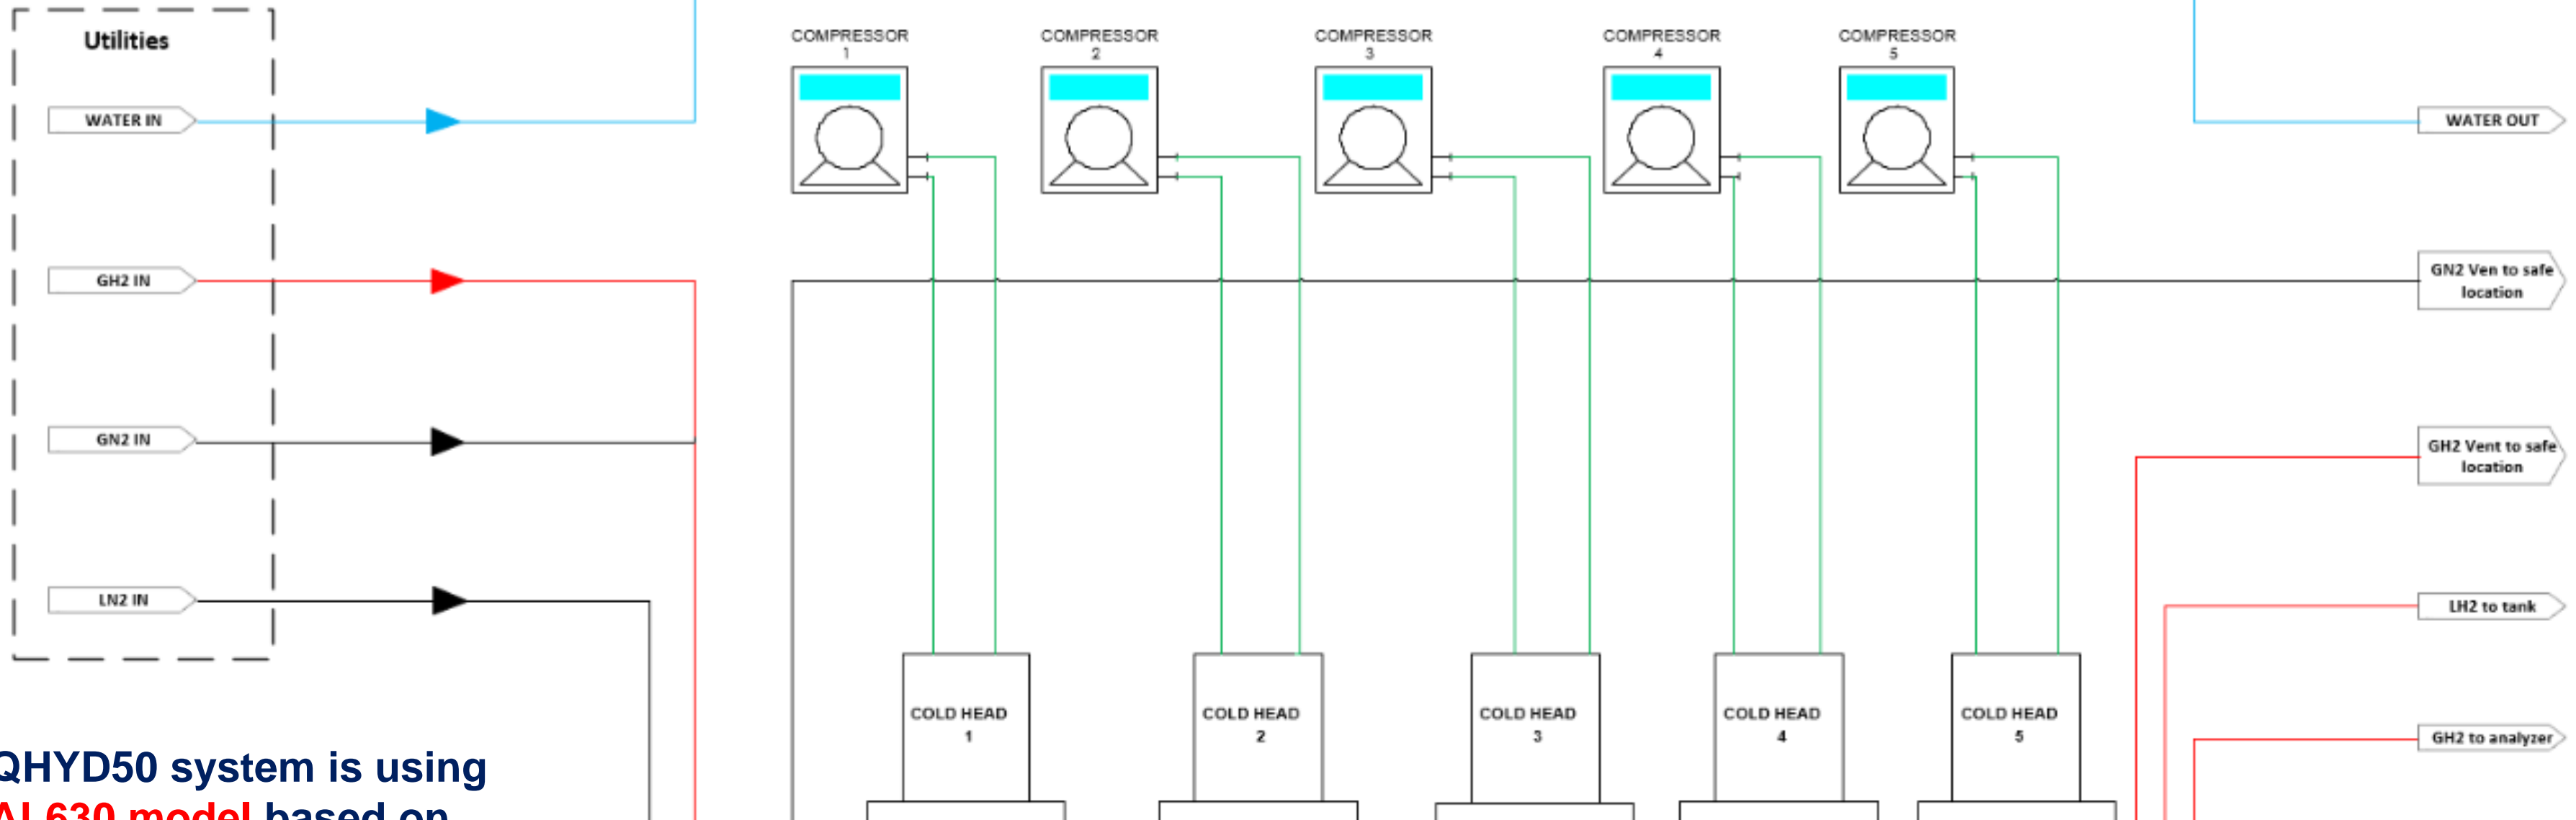 Utilities
WATER IN
GH2 IN
GN2 IN
LN2 IN
COMPRESSOR
1
COMPRESSOR
2
COMPRESSOR
3
COMPRESSOR
4
COMPRESSOR
5
WATER OUT
GN2 Ven to safe
location
GH2 Vent to safe
location
LH2 to tank
GH2 to analyzer
COLD HEAD
1
COLD HEAD
2
COLD HEAD
3
COLD HEAD
4
COLD HEAD
5
QHYD50 system is using
AL630 model based on